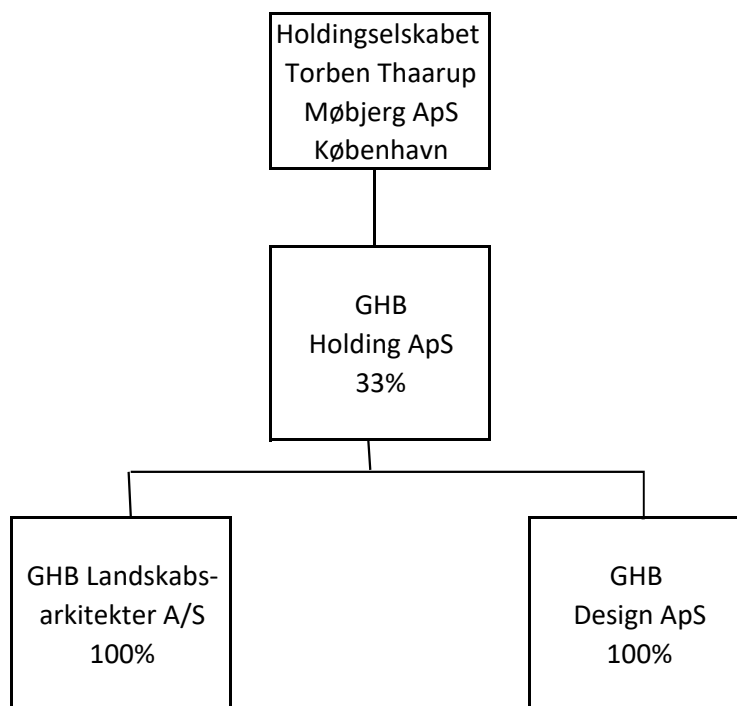 Holdingselskabet
Torben Thaarup
Møbjerg ApS
København
GHB
Holding ApS
33%
GHB Landskabs-
arkitekter A/S
100%
GHB
Design ApS
100%